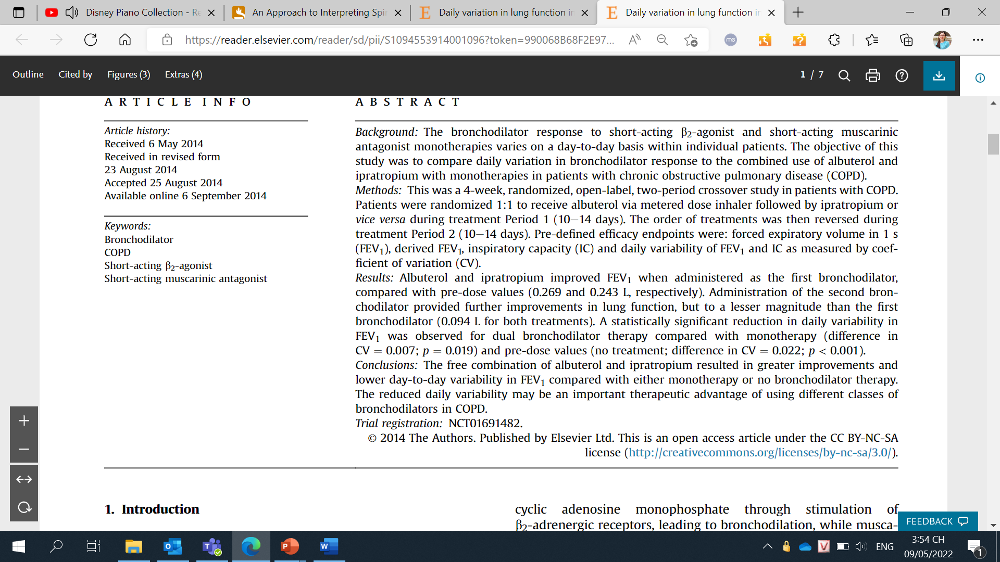 Disney Piano Collection - Re
An Approach to Interpreting Spir
Daily variation in lung function in
Daily variation in lung function in
https://reader.elsevier.com/reader/sd/pii/S1094553914001096?token=990068B68F2E97...
me
Outline Cited by Figures (3) Extras (4)
1 / 7
ARTICLE INFO
Article history:
Received 6 May 2014
Received in revised form
23 August 2014
Accepted 25 August 2014
Available online 6 September 2014
Keywords:
Bronchodilator
COPD
Short-acting β2-agonist
Short-acting muscarinic antagonist
ABSTRACT
Background: The bronchodilator response to short-acting β2-agonist and short-acting muscarinic
antagonist monotherapies varies on a day-to-day basis within individual patients. The objective of this
study was to compare daily variation in bronchodilator response to the combined use of albuterol and
ipratropium with monotherapies in patients with chronic obstructive pulmonary disease (COPD).
Methods: This was a 4-week, randomized, open-label, two-period crossover study in patients with COPD.
Patients were randomized 1:1 to receive albuterol via metered dose inhaler followed by ipratropium or
vice versa during treatment Period 1 (10–14 days). The order of treatments was then reversed during
treatment Period 2 (10–14 days). Pre-defined efficacy endpoints were: forced expiratory volume in 1 s
(FEV1), derived FEV1, inspiratory capacity (IC) and daily variability of FEV1 and IC as measured by coef-
ficient of variation (CV).
Results: Albuterol and ipratropium improved FEV1 when administered as the first bronchodilator,
compared with pre-dose values (0.269 and 0.243 L, respectively). Administration of the second bron-
chodilator provided further improvements in lung function, but to a lesser magnitude than the first
bronchodilator (0.094 L for both treatments). A statistically significant reduction in daily variability in
FEV1 was observed for dual bronchodilator therapy compared with monotherapy (difference in
CV = 0.007; p = 0.019) and pre-dose values (no treatment; difference in CV = 0.022; p < 0.001).
Conclusions: The free combination of albuterol and ipratropium resulted in greater improvements and
lower day-to-day variability in FEV1 compared with either monotherapy or no bronchodilator therapy.
The reduced daily variability may be an important therapeutic advantage of using different classes of
bronchodilators in COPD.
Trial registration: NCT01691482.
© 2014 The Authors. Published by Elsevier Ltd. This is an open access article under the CC BY-NC-SA
license (http://creativecommons.org/licenses/by-nc-sa/3.0/).
1. Introduction
cyclic adenosine monophosphate through stimulation of
β2-adrenergic receptors, leading to bronchodilation, while musca-
FEEDBACK
ENG
3:54 CH
09/05/2022
1